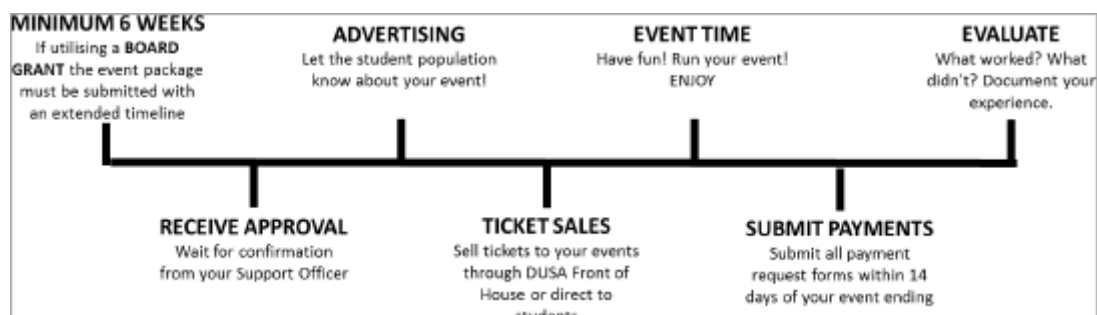 MINIMUM 6 WEEKS
If utilising a BOARD
GRANT the event package
must be submitted with
an extended timeline
RECEIVE APPROVAL
Wait for confirmation
from your Support Officer
ADVERTISING
Let the student population
know about your event!
TICKET SALES
Sell tickets to your events
through DUSA Front of
House or direct to
students
EVENT TIME
Have fun! Run your event!
ENJOY
SUBMIT PAYMENTS
Submit all payment
request forms within 14
days of your event ending
EVALUATE
What worked? What
didn't? Document your
experience.